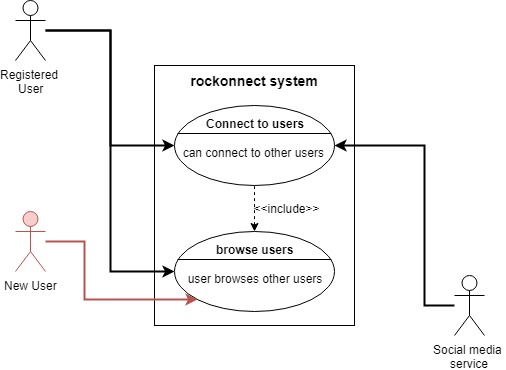 Registered
User
rockonnect system
Connect to users
can connect to other users
<<include>>
browse users
user browses other users
New User
Social media
service